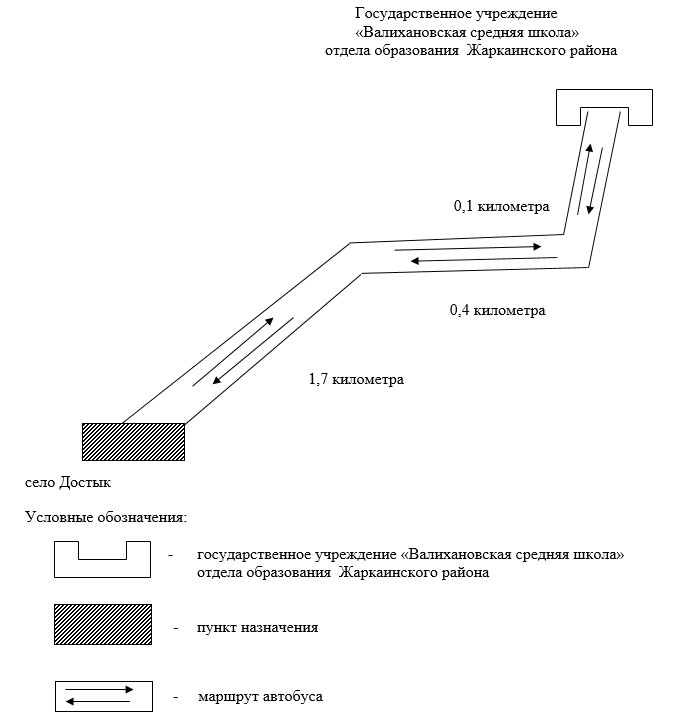 Государственное учреждение
«Валихановская средняя школа»
отдела образования Жаркаинского района
0,1 километра
0,4 километра
1,7 километра
село Достык
Условные обозначения:
- государственное учреждение «Валихановская средняя школа»
отдела образования Жаркаинского района
- пункт назначения
- маршрут автобуса